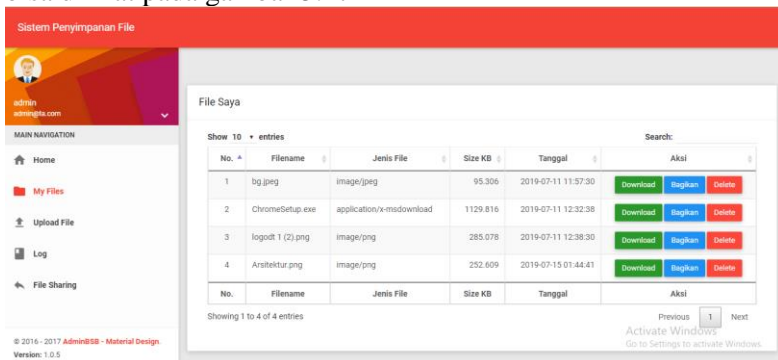 Sistem Penyimpanan File
admin
admin@ta.com
MAIN NAVIGATION
Home
My Files
Upload File
Log
File Sharing
© 2016 - 2017 AdminBSB - Material Design
Version: 1.0.5
File Saya
Show 10 entries
Search:
No. Filename Jenis File Size KB Tanggal Aksi
1 bg.jpeg image/jpeg 95.306 2019-07-11 11:57:30 Download Bagikan Delete
2 ChromeSetup.exe application/x-msdownload 1129.816 2019-07-11 12:32:38 Download Bagikan Delete
3 logodt 1 (2).png image/png 285.078 2019-07-11 12:38:30 Download Bagikan Delete
4 Arsitektur.png image/png 252.609 2019-07-15 01:44:41 Download Bagikan Delete
No. Filename Jenis File Size KB Tanggal Aksi
Showing 1 to 4 of 4 entries
Previous 1 Next
Activate Windows
Go to Settings to activate Windows.